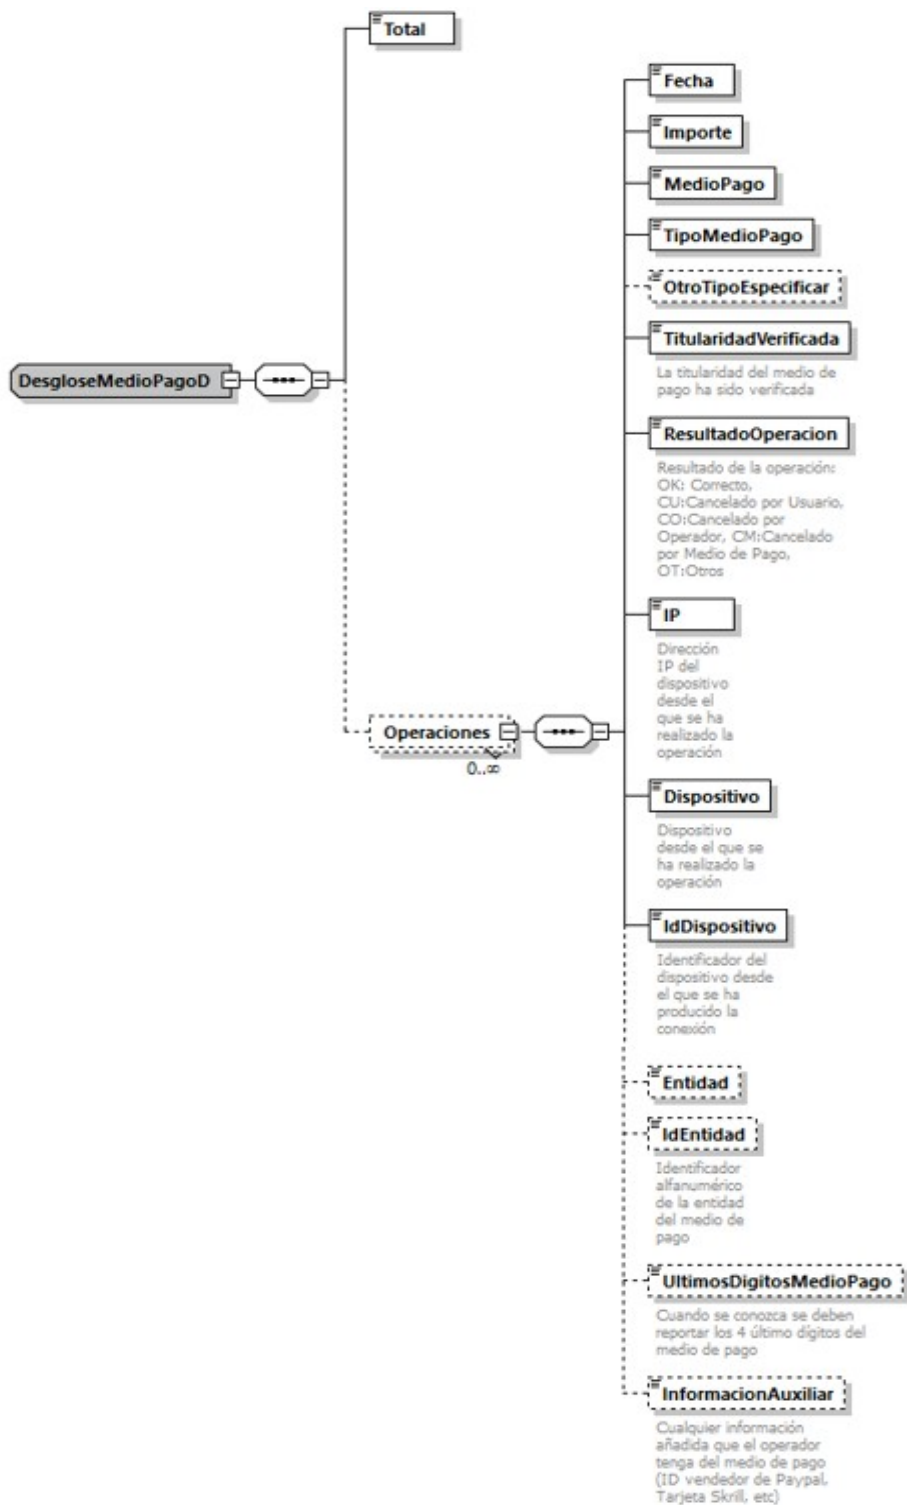 Total
Fecha
Importe
MedioPago
TipoMedioPago
OtroTipoEspecificar
TitularidadVerificada
La titularidad del medio de
pago ha sido verificada
DesgloseMedioPagoD
ResultadoOperacion
Resultado de la operación:
OK: Correcto,
CU:Cancelado por Usuario,
CO:Cancelado por
Operador, CM:Cancelado
por Medio de Pago,
OT:Otros
IP
Dirección
IP del
dispositivo
desde el
que se ha
realizado la
operación
Operaciones
0..∞
Dispositivo
Dispositivo
desde el que se
ha realizado la
operación
IdDispositivo
Identificador del
dispositivo desde
el que se ha
producido la
conexión
Entidad
IdEntidad
Identificador
alfanumérico
de la entidad
del medio de
pago
UltimosDigitosMedioPago
Cuando se conozca se deben
reportar los 4 último dígitos del
medio de pago
InformacionAuxiliar
Cualquier información
añadida que el operador
tenga del medio de pago
(ID vendedor de Paypal,
Tarjeta Skrill, etc)